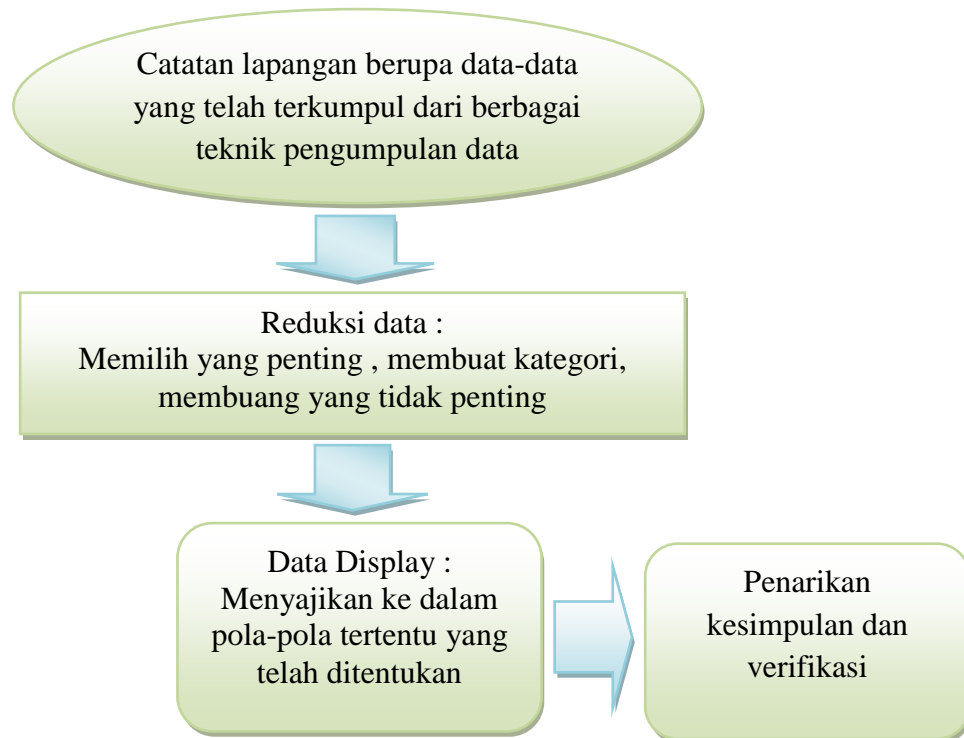 Catatan lapangan berupa data-data
yang telah terkumpul dari berbagai
teknik pengumpulan data
Reduksi data :
Memilih yang penting , membuat kategori,
membuang yang tidak penting
Data Display :
Menyajikan ke dalam
pola-pola tertentu yang
telah ditentukan
Penarikan
kesimpulan dan
verifikasi